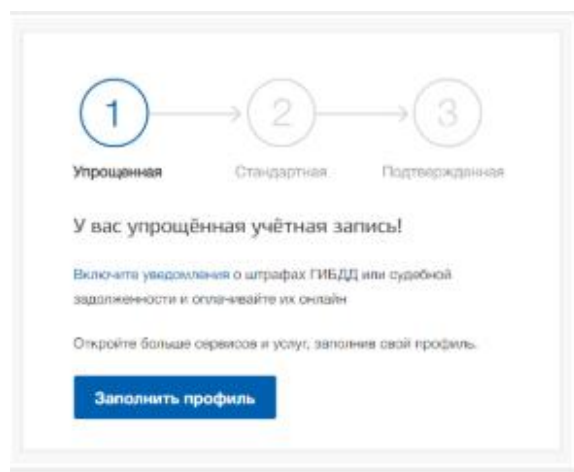 1
2
3
Упрощенная
Стандартная
Подтвержденная
У вас упрощённая учётная запись!
Включите уведомления о штрафах ГИБДД или судебной
задолженности и оплачивайте их онлайн
Откройте больше сервисов и услуг, заполнив свой профиль.
Заполнить профиль